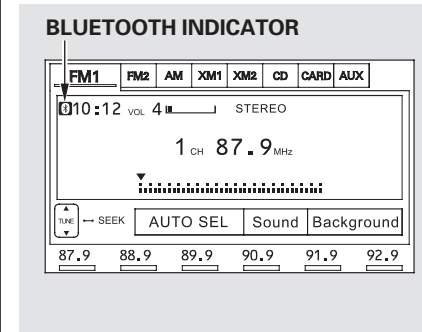 BLUETOOTH INDICATOR
FM1 FM2 AM XM1 XM2 CD CARD AUX
10:12 VOL 4 STEREO
1 CH 87.9 MHz
TUNE SEEK AUTO SEL Sound Background
87.9 88.9 89.9 90.9 91.9 92.9